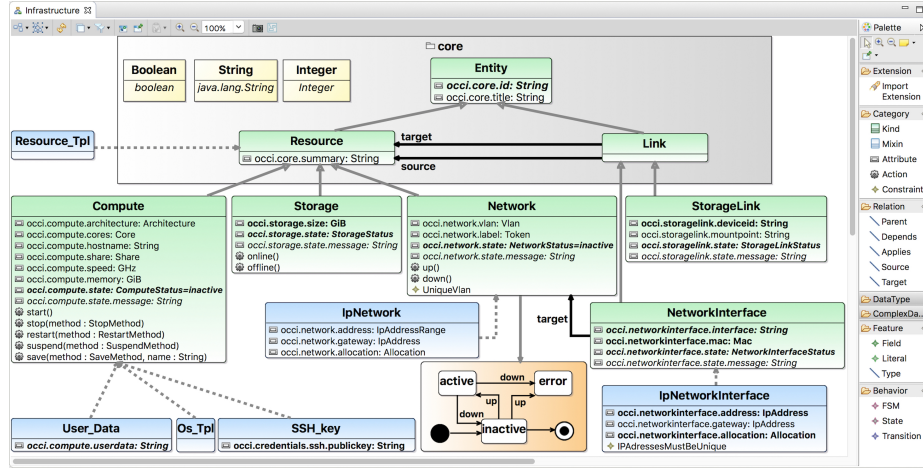 Infrastructure
100%
core
Boolean
boolean
String
java.lang.String
Integer
Integer
Entity
occi.core.id: String
occi.core.title: String
Resource_Tpl
Resource
occi.core.summary: String
target
source
Link
Compute
occi.compute.architecture: Architecture
occi.compute.cores: Core
occi.compute.hostname: String
occi.compute.share: Share
occi.compute.speed: GHz
occi.compute.memory: GiB
occi.compute.state: ComputeStatus=inactive
occi.compute.state.message: String
start()
stop(method : StopMethod)
restart(method : RestartMethod)
suspend(method : SuspendMethod)
save(method : SaveMethod, name : String)
Storage
occi.storage.size: GiB
occi.storage.state: StorageStatus
occi.storage.state.message: String
online()
offline()
Network
occi.network.vlan: Vlan
occi.network.label: Token
occi.network.state: NetworkStatus=inactive
occi.network.state.message: String
up()
down()
UniqueVlan
StorageLink
occi.storagelink.deviceid: String
occi.storagelink.mountpoint: String
occi.storagelink.state: StorageLinkStatus
occi.storagelink.state.message: String
IpNetwork
occi.network.address: IpAddressRange
occi.network.gateway: IpAddress
occi.network.allocation: Allocation
target
NetworkInterface
occi.networkinterface.interface: String
occi.networkinterface.mac: Mac
occi.networkinterface.state: NetworkInterfaceStatus
occi.networkinterface.state.message: String
active
down
error
up
up
down
inactive
User_Data
occi.compute.userdata: String
Os_Tpl
SSH_key
occi.credentials.ssh.publickey: String
IpNetworkInterface
occi.networkinterface.address: IpAddress
occi.networkinterface.gateway: IpAddress
occi.networkinterface.allocation: Allocation
IPAdressesMustBeUnique
Palette
Extension
Import
Extension
Category
Kind
Mixin
Attribute
Action
Constraint
Relation
Parent
Depends
Applies
Source
Target
DataType
ComplexDa...
Feature
Field
Literal
Type
Behavior
FSM
State
Transition